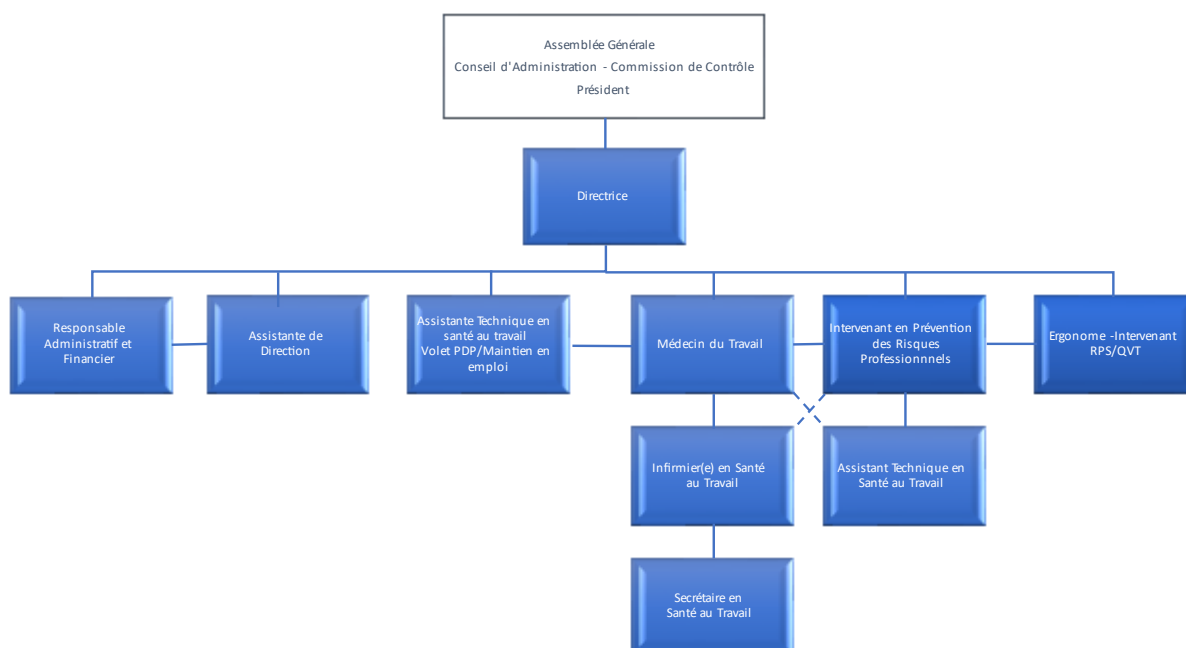 Assemblée Générale
Conseil d'Administration - Commission de Contrôle
Président
Directrice
Responsable
Administratif et
Financier
Assistante de
Direction
Assistante Technique en
santé au travail
Volet PDP/Maintien en
emploi
Médecin du Travail
Intervenant en Prévention
des Risques
Professionnnels
Ergonome -Intervenant
RPS/QVT
Infirmier(e) en Santé
au Travail
Assistant Technique en
Santé au Travail
Secrétaire en
Santé au Travail